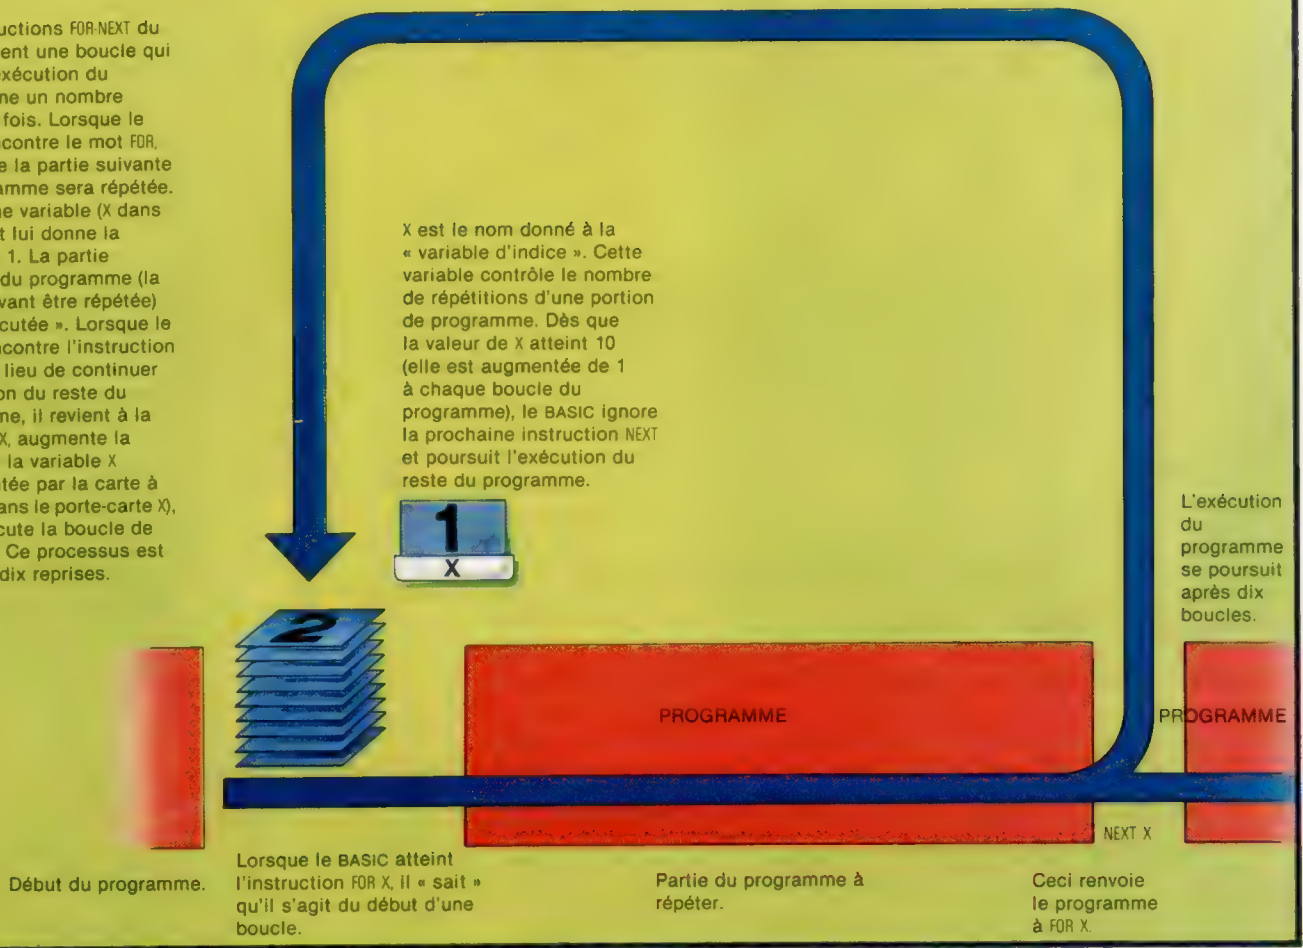 uctions FOR-NEXT du
ent une boucle qui
exécution du
ne un nombre
fois. Lorsque le
contre le mot FOR,
e la partie suivante
amme sera répétée.
ne variable (X dans
t lui donne la
1. La partie
du programme (la
vant être répétée)
cutée ». Lorsque le
ncontre l'instruction
lieu de continuer
on du reste du
ne, il revient à la
X, augmente la
la variable X
tée par la carte à
ans le porte-carte X),
cute la boucle de
Ce processus est
dix reprises.
X est le nom donné à la
« variable d'indice ». Cette
variable contrôle le nombre
de répétitions d'une portion
de programme. Dès que
la valeur de X atteint 10
(elle est augmentée de 1
à chaque boucle du
programme), le BASIC ignore
la prochaine instruction NEXT
et poursuit l'exécution du
reste du programme.
1
X
2
L'exécution
du
programme
se poursuit
après dix
boucles.
PROGRAMME
PROGRAMME
NEXT X
Début du programme.
Lorsque le BASIC atteint
l'instruction FOR X, il « sait »
qu'il s'agit du début d'une
boucle.
Partie du programme à
répéter.
Ceci renvoie
le programme
à FOR X.